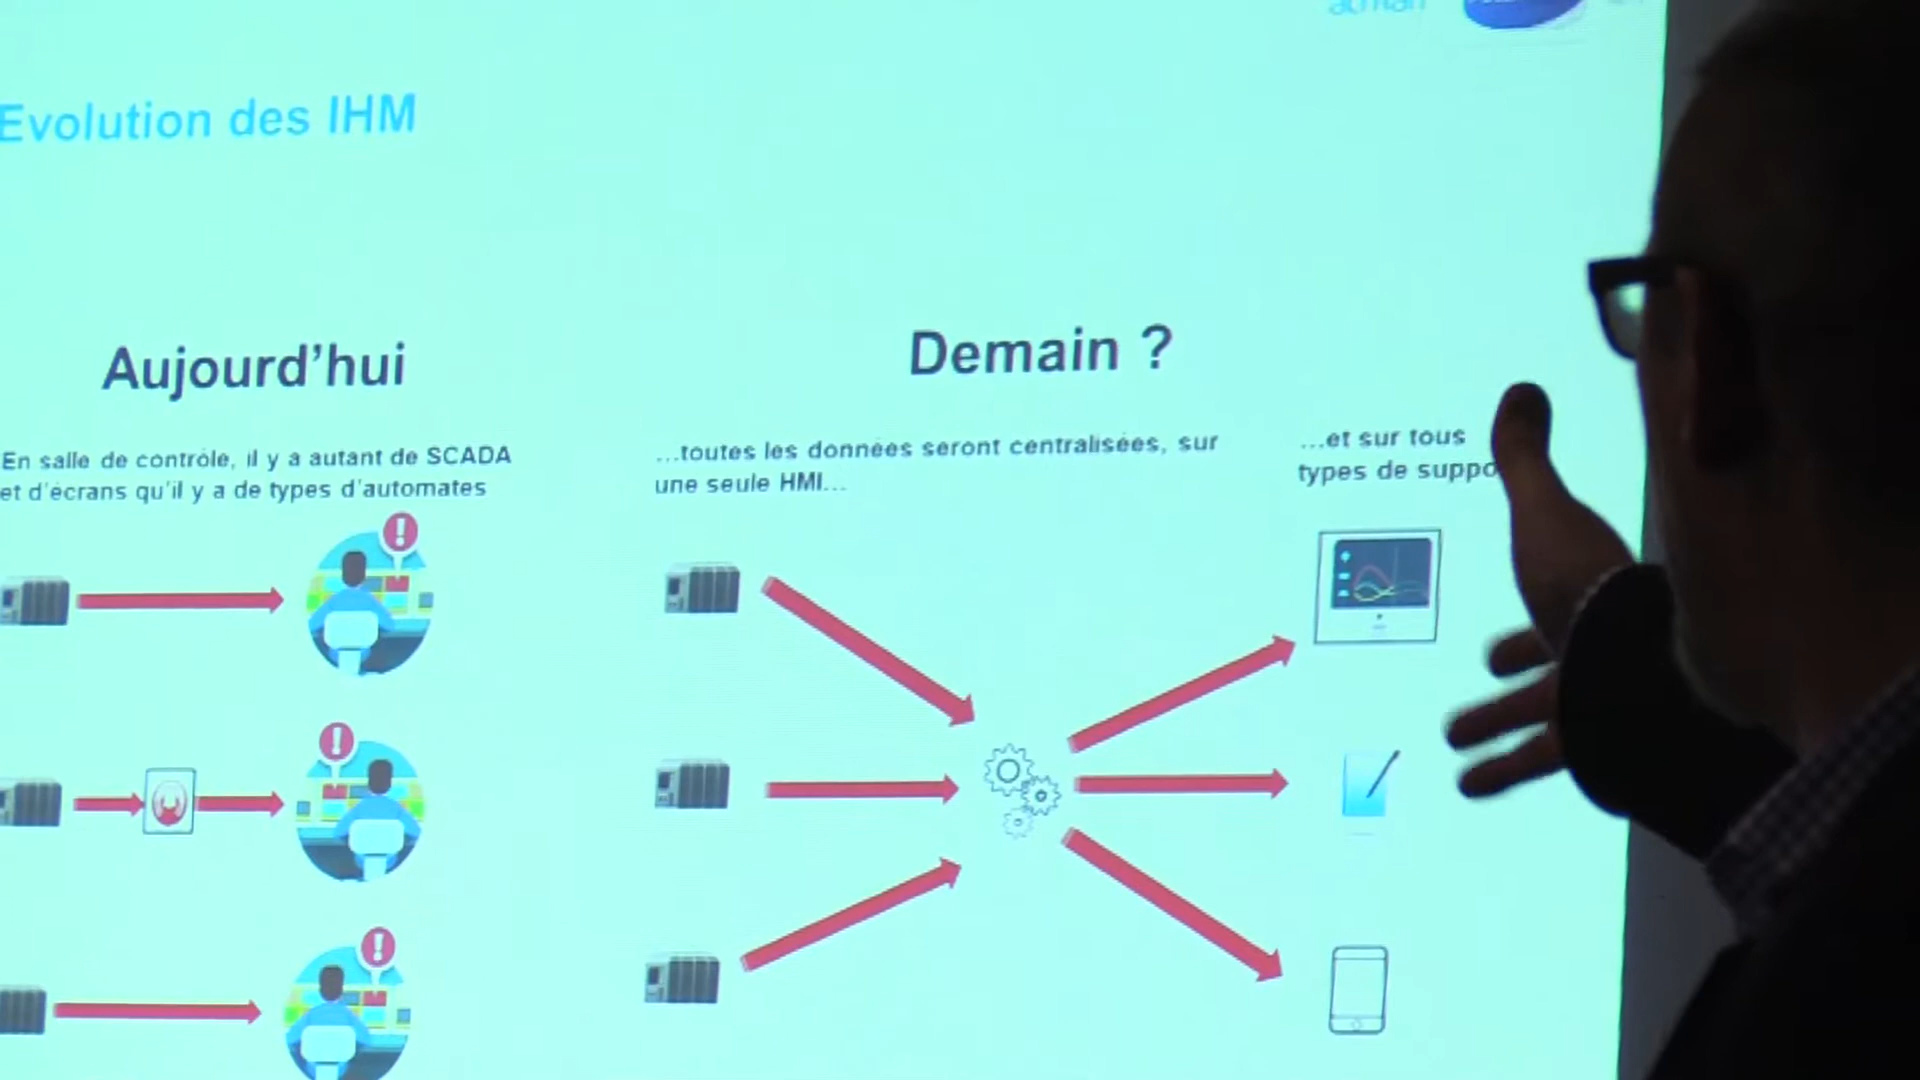 Evolution des IHM
Aujourd'hui
En salle de contrôle, il y a autant de SCADA
et d'écrans qu'il y a de types d'automates
Demain ?
...toutes les données seront centralisées, sur
une seule HMI...
...et sur tous
types de suppo